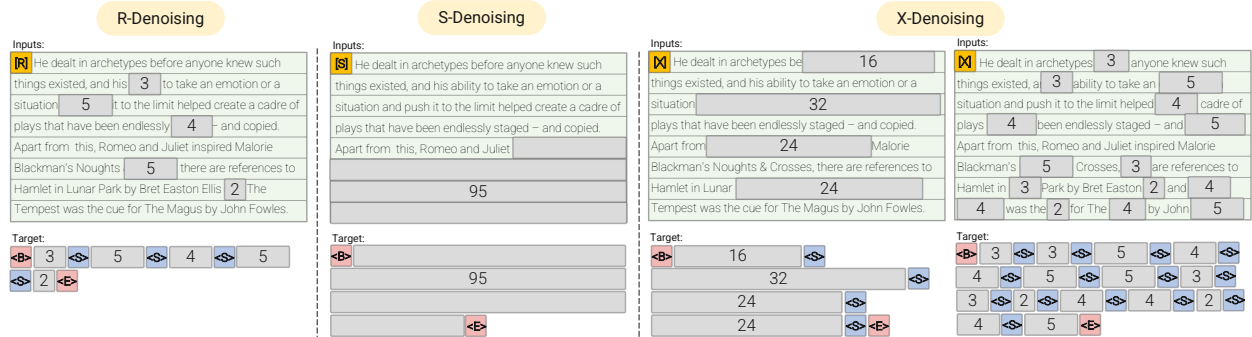 R-Denoising
Inputs:
[R] He dealt in archetypes before anyone knew such
things existed, and his 3 to take an emotion or a
situation 5 it to the limit helped create a cadre of
plays that have been endlessly 4 – and copied.
Apart from this, Romeo and Juliet inspired Malorie
Blackman's Noughts 5 there are references to
Hamlet in Lunar Park by Bret Easton Ellis 2 The
Tempest was the cue for The Magus by John Fowles.
Target:
<B> 3 <S> 5 <S> 4 <S> 5
<S> 2 <E>
S-Denoising
Inputs:
[S] He dealt in archetypes before anyone knew such
things existed, and his ability to take an emotion or a
situation and push it to the limit helped create a cadre of
plays that have been endlessly staged – and copied.
Apart from this, Romeo and Juliet
95
Target:
<B>
95
<E>
X-Denoising
Inputs:
[X] He dealt in archetypes be 16
things existed, and his ability to take an emotion or a
situation 32
plays that have been endlessly staged – and copied.
Apart from 24 Malorie
Blackman's Noughts & Crosses, there are references to
Hamlet in Lunar 24
Tempest was the cue for The Magus by John Fowles.
Target:
<B> 16 <S>
32 <S>
24 <S>
24 <S> <E>
Inputs:
[X] He dealt in archetypes 3 anyone knew such
things existed, a 3 ability to take an 5
situation and push it to the limit helped 4 cadre of
plays 4 been endlessly staged – and 5
Apart from this, Romeo and Juliet inspired Malorie
Blackman's 5 Crosses, 3 are references to
Hamlet in 3 Park by Bret Easton 2 and 4
4 was the 2 for The 4 by John 5
Target:
<B> 3 <S> 3 <S> 5 <S> 4 <S>
4 <S> 5 <S> 5 <S> 3 <S>
3 <S> 2 <S> 4 <S> 4 <S> 2 <S>
4 <S> 5 <E>